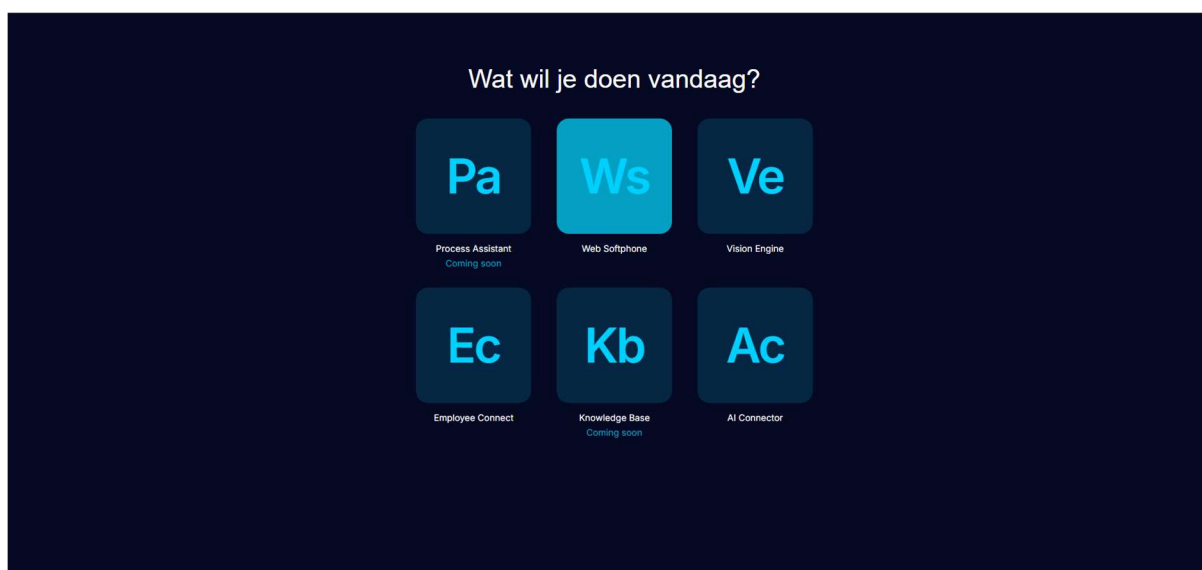 Wat wil je doen vandaag?
Pa
Ws
Ve
Process Assistant
Web Softphone
Vision Engine
Coming soon
Ec
Kb
Ac
Employee Connect
Knowledge Base
AI Connector
Coming soon